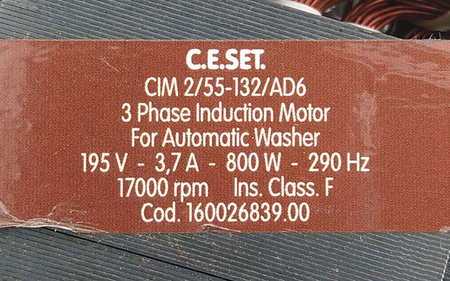 C.E.SET.
CIM 2/55-132/AD6
3 Phase Induction Motor
For Automatic Washer
195 V - 3,7 A - 800 W - 290 Hz
17000 rpm Ins. Class. F
Cod. 160026839.00